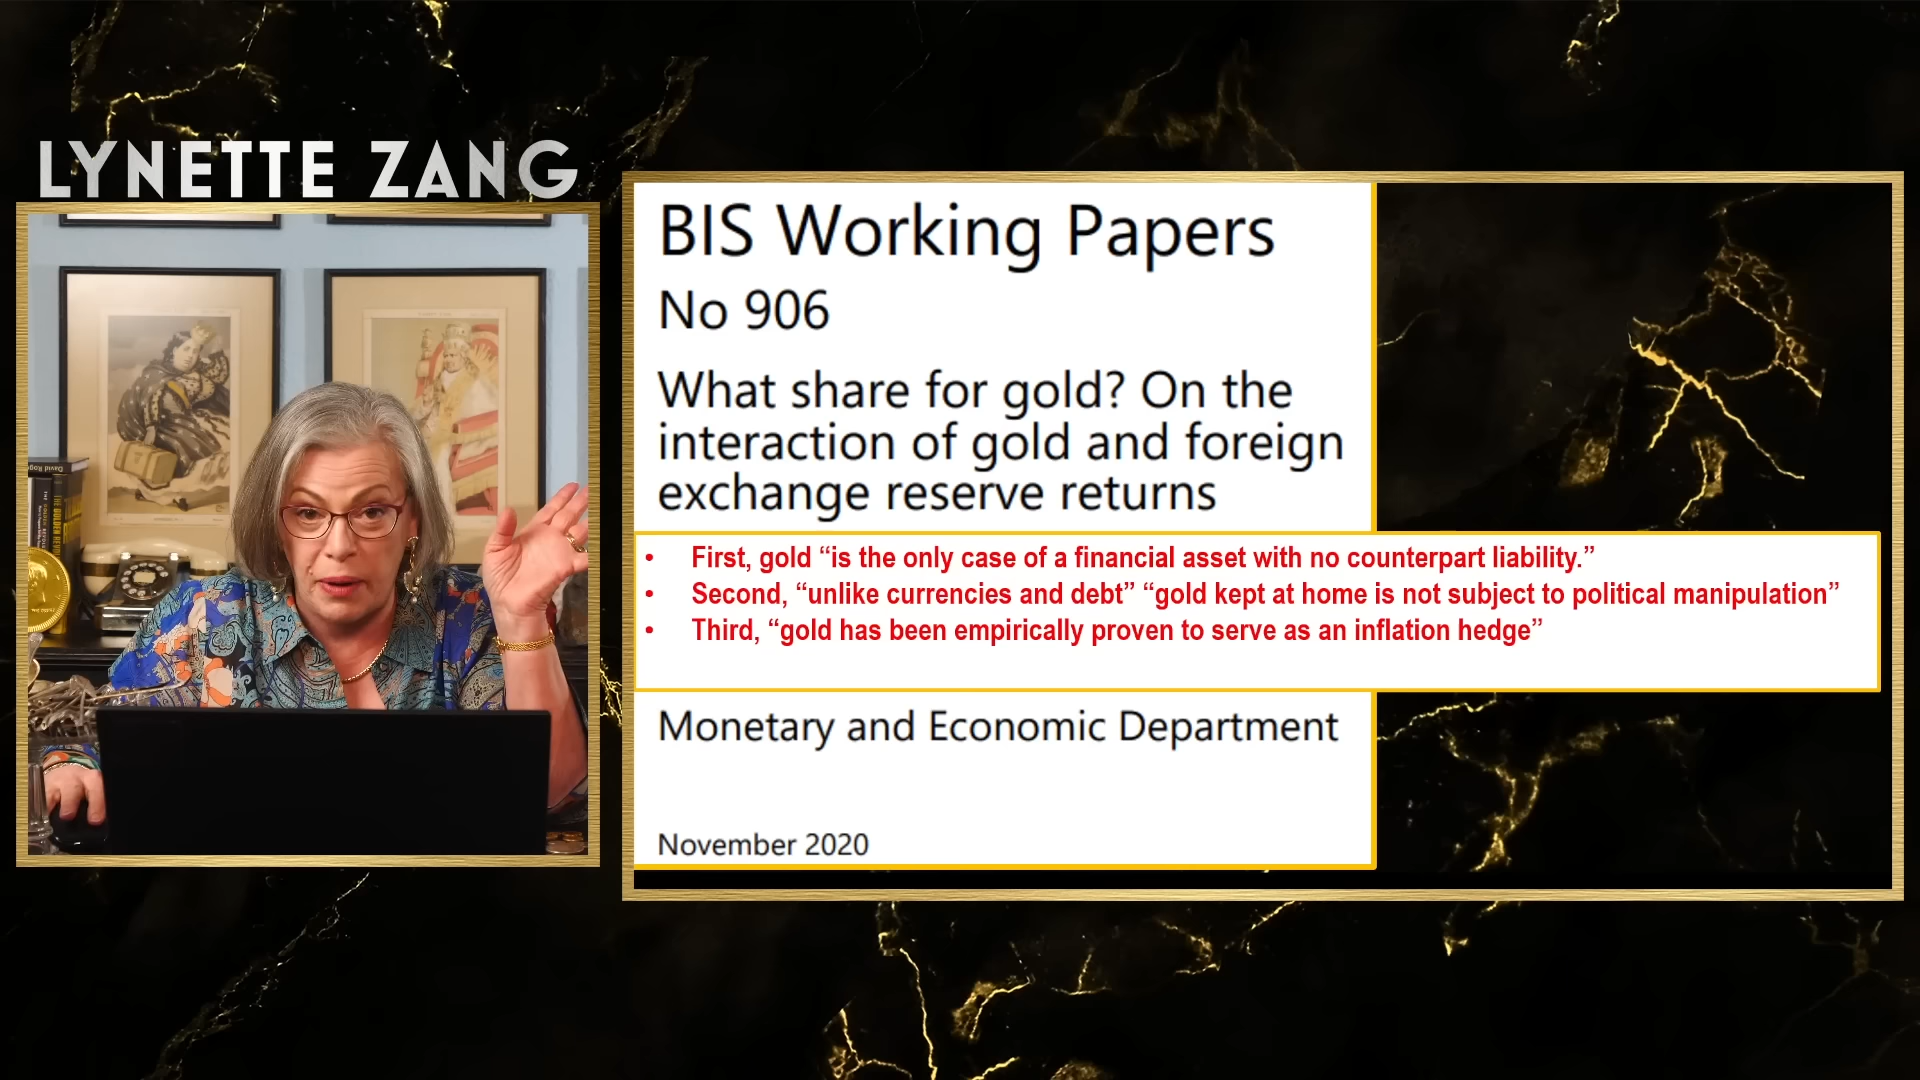 LYNETTE ZANG
David Rog
BIS Working Papers
No 906
What share for gold? On the
interaction of gold and foreign
exchange reserve returns
• First, gold “is the only case of a financial asset with no counterpart liability.”
• Second, “unlike currencies and debt” “gold kept at home is not subject to political manipulation”
• Third, “gold has been empirically proven to serve as an inflation hedge”
Monetary and Economic Department
November 2020